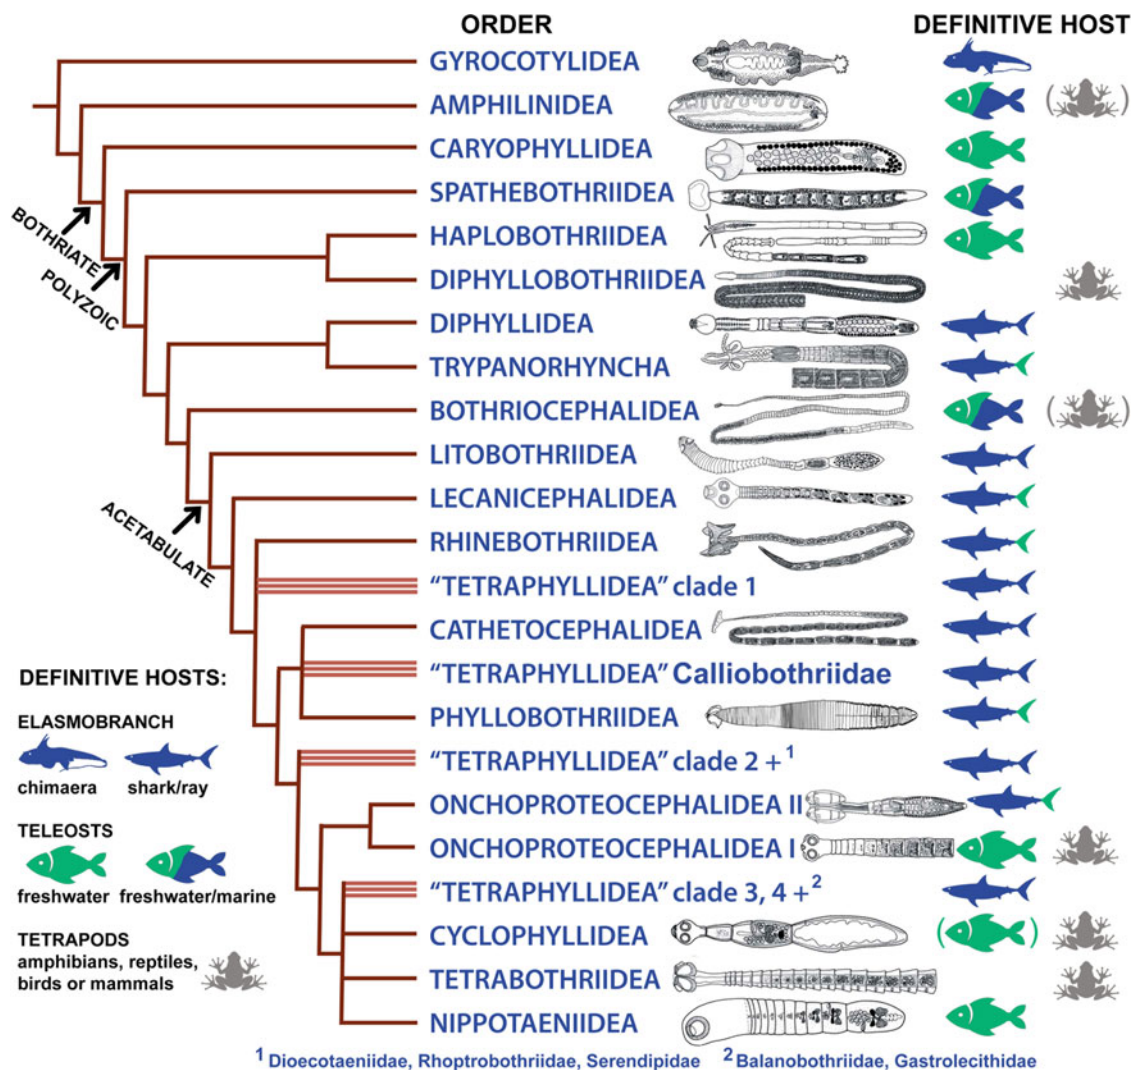 ORDER DEFINITIVE HOST
GYROCOTYLIDEA
AMPHILINIDEA
CARYOPHYLLIDEA
SPATHEBOTHRIIDEA
HAPLOBOTHRIIDEA
DIPHYLLOBOTHRIIDEA
DIPHYLLIDEA
TRYPANORHYNCHA
BOTHRIOCEPHALIDEA
LITOBOTHRIIDEA
LECANICEPHALIDEA
RHINEBOTHRIIDEA
“TETRAPHYLLIDEA” clade 1
CATHETOCEPHALIDEA
“TETRAPHYLLIDEA” Calliobothriidae
PHYLLOBOTHRIIDEA
“TETRAPHYLLIDEA” clade 2 +1
ONCHOPROTEOCEPHALIDEA II
ONCHOPROTEOCEPHALIDEA I
“TETRAPHYLLIDEA” clade 3, 4 +2
CYCLOPHYLLIDEA
TETRABOTHRIIDEA
NIPPOTAENIIDEA
BOTHRIATE
POLYZOIC
ACETABULATE
DEFINITIVE HOSTS:
ELASMOBRANCH
chimaera shark/ray
TELEOSTS
freshwater freshwater/marine
TETRAPODS
amphibians, reptiles,
birds or mammals
1 Dioecotaeniidae, Rhoptrobothriidae, Serendipidae 2 Balanobothriidae, Gastrolecithidae